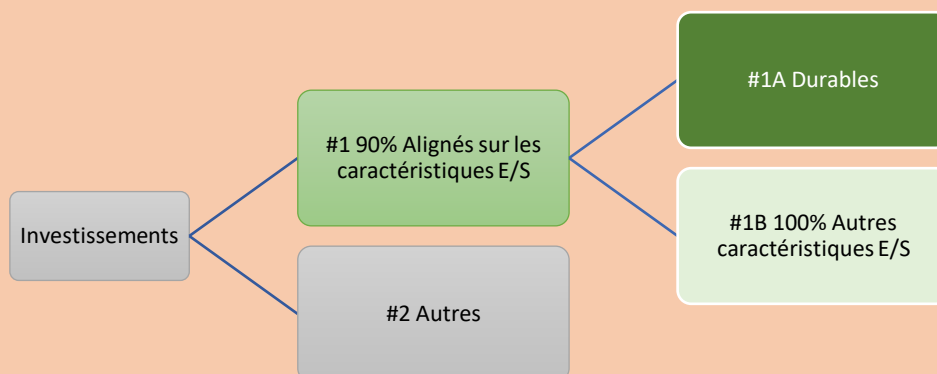 Investissements
#1 90% Alignés sur les
caractéristiques E/S
#2 Autres
#1A Durables
#1B 100% Autres
caractéristiques E/S